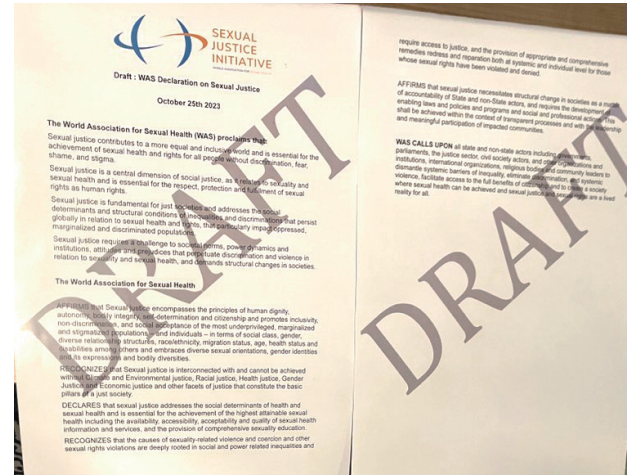 SEXUAL
JUSTICE
INITIATIVE
Draft : WAS Declaration on Sexual Justice
October 25th 2023
The World Association for Sexual Health (WAS) proclaims that:
Sexual justice contributes to a more equal and inclusive world and is essential for the
achievement of sexual health and rights for all people without discrimination, fear,
shame, and stigma.
Sexual justice is a central dimension of social justice, as it relates to sexuality and
sexual health and is essential for the respect, protection and fulfilment of sexual
rights as human rights.
Sexual justice is fundamental for just societies and addresses the social
determinants and structural conditions of inequities and discriminations that persist
globally in relation to sexual health and rights, that particularly impact oppressed,
marginalized and discriminated populations.
Sexual justice requires a challenge to social norms, power dynamics and
institutions, attitudes and prejudices that perpetuate discrimination and violence in
relation to sexuality and sexual health, and demands structural changes in societies.
The World Association for Sexual Health
AFFIRMS that Sexual justice encompasses the principles of human dignity,
autonomy, bodily integrity, self-determination and citizenship and promotes inclusivity,
non-discrimination, and social acceptance of the most underprivileged, marginalized
and stigmatized populations and individuals – in terms of social class, gender,
diverse relationship structures, race/ethnicity, migration status, age, health status and
disabilities among others and embraces diverse sexual orientations, gender identities
and its expressions and bodily diversities.
RECOGNIZES that Sexual justice is interconnected with and cannot be achieved
without Climate and Environmental justice, Racial justice, Health justice, Gender
Justice and Economic justice and other facets of justice that constitute the basic
pillars of a just society.
DECLARES that sexual justice addresses the social determinants of health and
sexual health and is essential for the achievement of the highest attainable sexual
health including the availability, accessibility, acceptability and quality of sexual health
information and services, and the provision of comprehensive sexuality education.
RECOGNIZES that the causes of sexuality-related violence and coercion and other
sexual rights violations are deeply rooted in social and power related inequalities and
DRAFT
require access to justice, and the provision of appropriate and comprehensive
remedies redress and reparation both at systemic and individual level for those
whose sexual rights have been violated and denied.
AFFIRMS that sexual justice necessitates structural change in societies as a matter
of accountability of State and non-State actors, and requires the development of
enabling laws and policies and programs and social and professional actions. This
shall be achieved within the context of transparent processes and with the leadership
and meaningful participation of impacted communities.
WAS CALLS UPON all state and non-state actors including governments,
parliaments, the justice sector, civil society actors, and other organizations and
institutions, international organizations, religious bodies and community leaders to
dismantle systemic barriers of inequality, eliminate discrimination, and systemic
violence, facilitate access to the full benefits of citizenship and to create society
where sexual health can be achieved and sexual justice and sexual rights are a lived
reality for all.
DRAFT